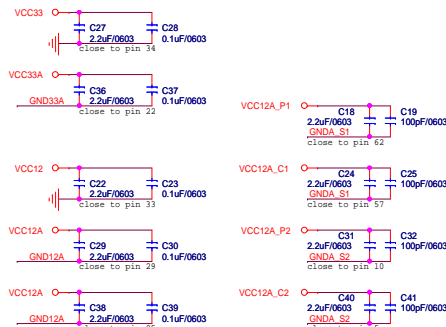 VCC33
C27
2.2uF/0603
C28
0.1uF/0603
close to pin 34
VCC33A
C36
2.2uF/0603
C37
0.1uF/0603
GND33A
close to pin 22
VCC12A_P1
C18
2.2uF/0603
C19
100pF/0603
GNDA_S1
close to pin 62
VCC12
C22
2.2uF/0603
C23
0.1uF/0603
close to pin 33
VCC12A_C1
C24
2.2uF/0603
C25
100pF/0603
GNDA_S1
close to pin 57
VCC12A
C29
2.2uF/0603
C30
0.1uF/0603
GND12A
close to pin 29
VCC12A_P2
C31
2.2uF/0603
C32
100pF/0603
GNDA_S2
close to pin 10
VCC12A
C38
2.2uF/0603
C39
0.1uF/0603
GND12A
VCC12A_C2
C40
2.2uF/0603
C41
100pF/0603
GNDA_S2